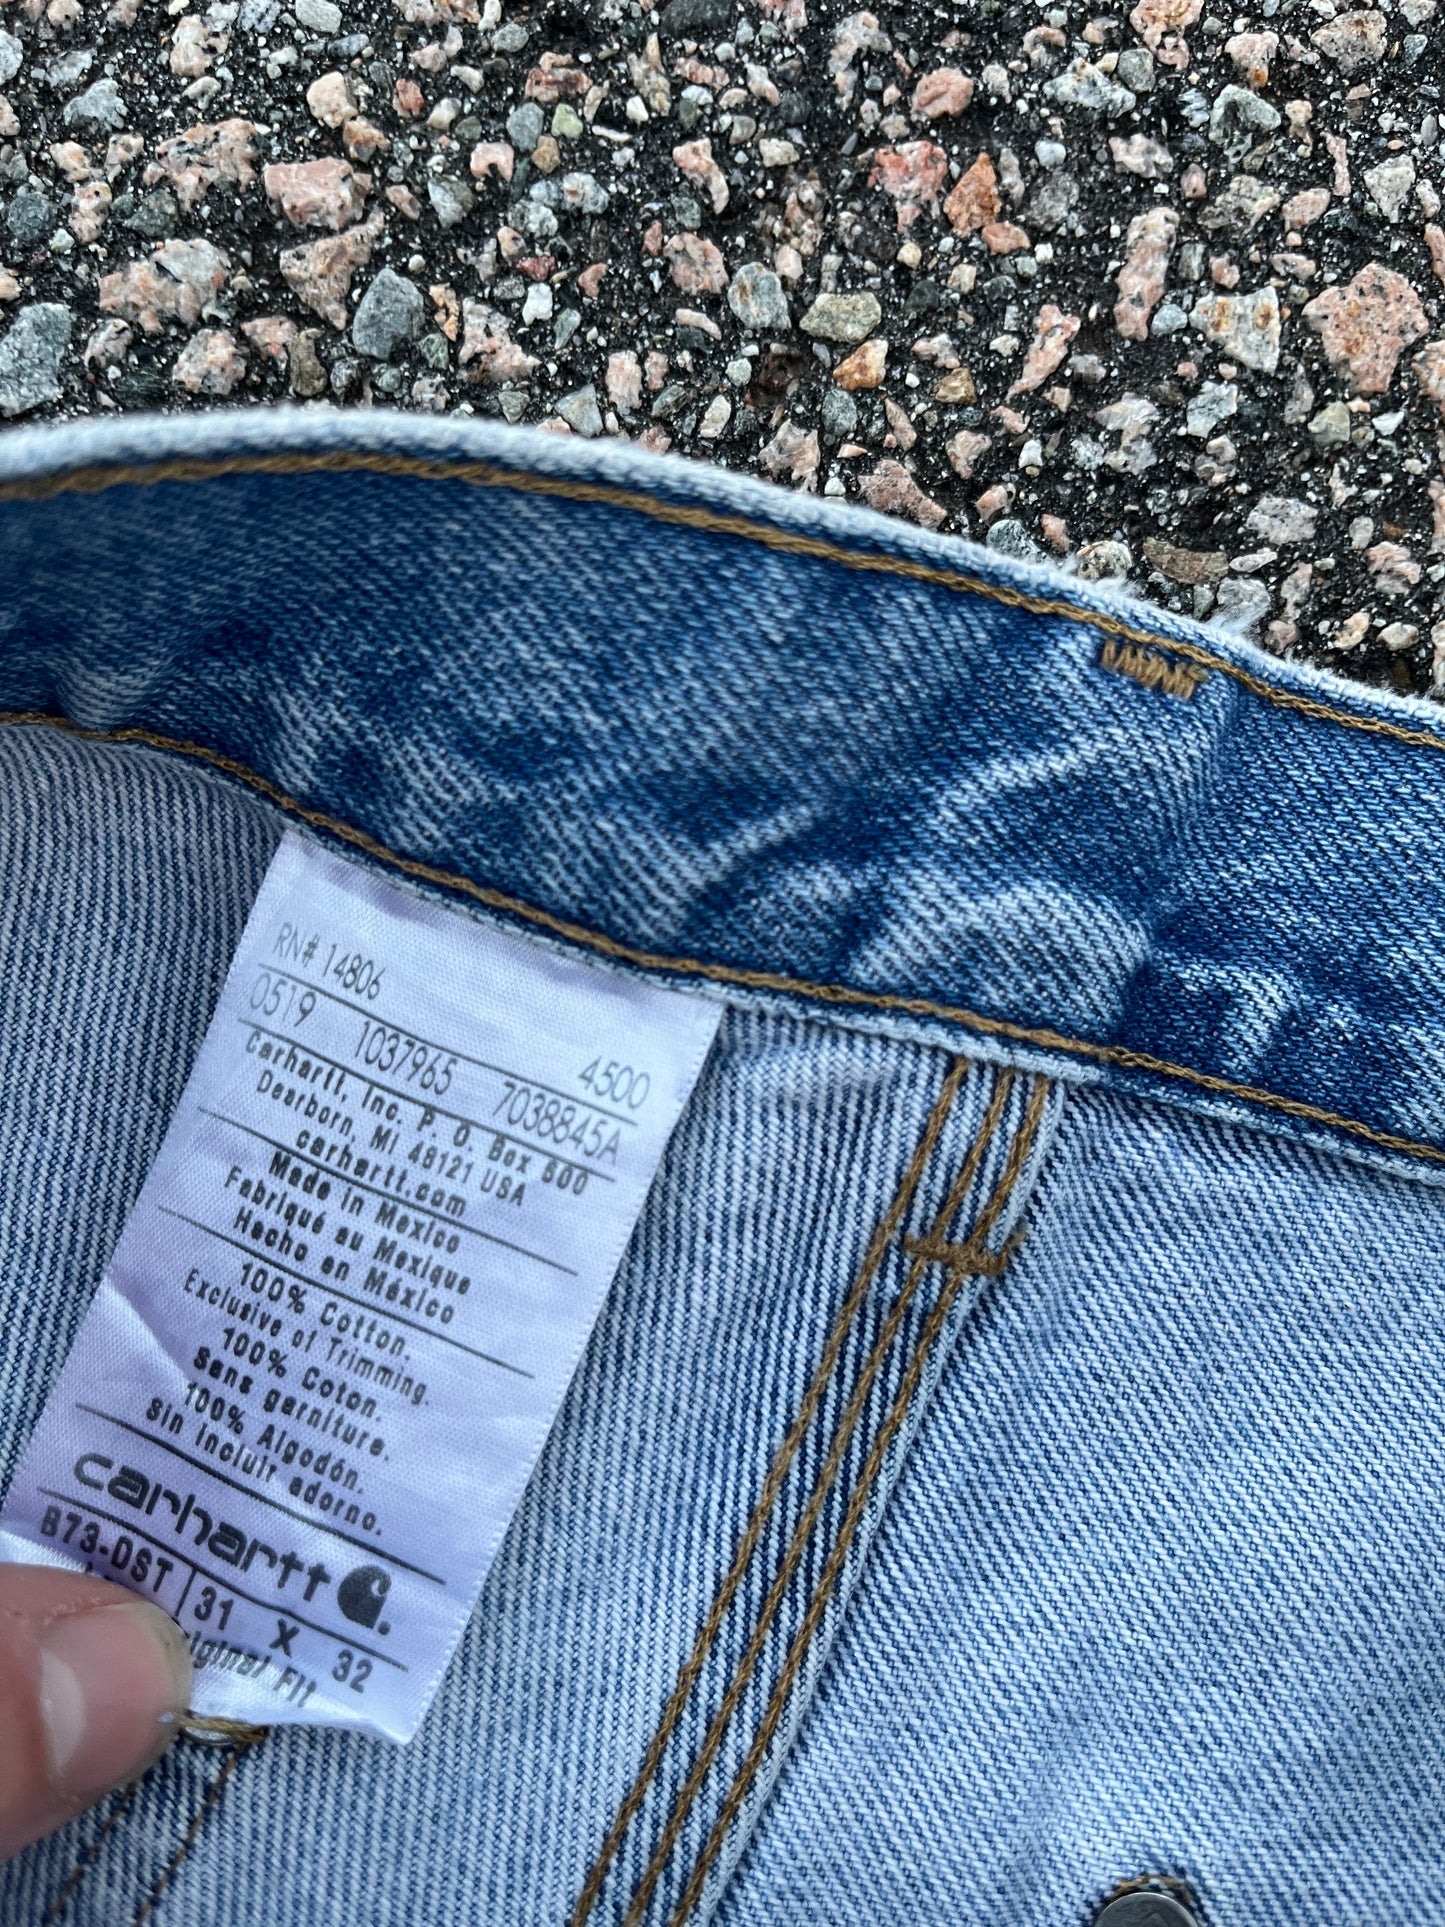 RN# 14806
0519 1037965 4500
7038845A
Carhartt, Inc. P. O. Box 600
Dearborn, MI 48121 USA
carhartt.com
Made in Mexico
Fabriqué au Mexique
Hecho en México
100% Cotton.
Exclusive of Trimming.
100% Coton.
Sans garniture.
100% Algodón.
sin incluir adorno.
carhartt
B73-DST 31 X 32
Original Fit